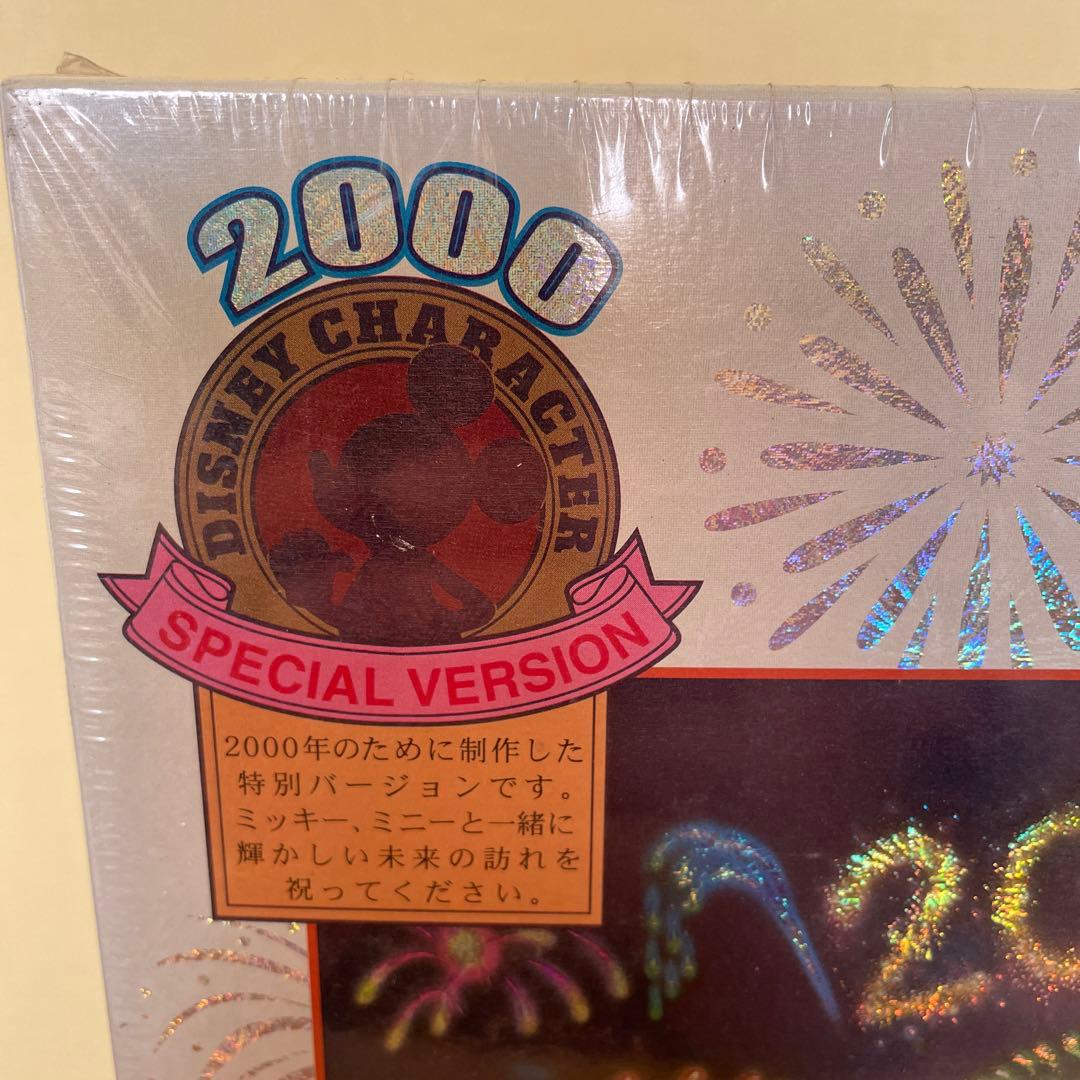 2000
DISNEY CHARACTER
SPECIAL VERSION
2000年のために制作した
特別バージョンです。
ミッキー、ミニーと一緒に
輝かしい未来の訪れを
祝ってください。
20